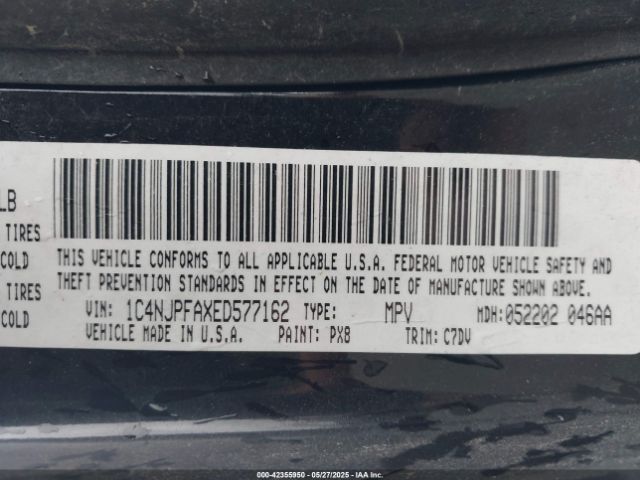 LB
TIRES
COLD
TIRES
COLD
THIS VEHICLE CONFORMS TO ALL APPLICABLE U.S.A. FEDERAL MOTOR VEHICLE SAFETY AND
THEFT PREVENTION STANDARDS IN EFFECT ON THE DATE OF MANUFACTURE SHOWN ABOVE.
VIN: 1C4NJPFAXED577162 TYPE: MPV MDH:052202 046AA
VEHICLE MADE IN U.S.A. PAINT: PX8 TRIM: C7DV
000-42355950 - 05/27/2025 - IAA Inc.